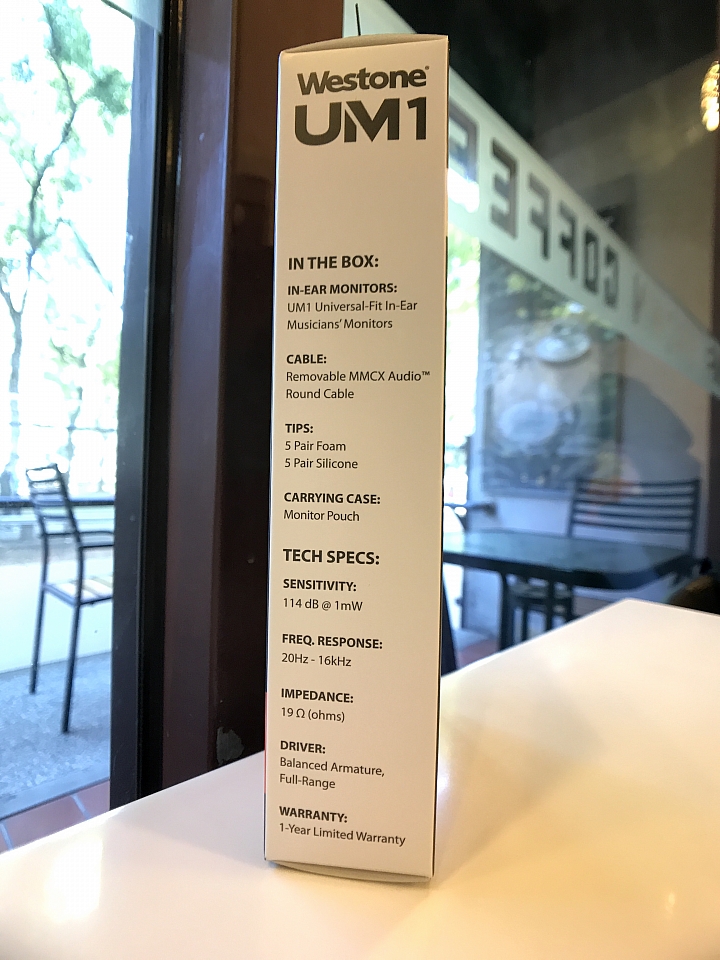 Westone®
UM1
IN THE BOX:
IN-EAR MONITORS:
UM1 Universal-Fit In-Ear
Musicians' Monitors
CABLE:
Removable MMCX Audio™
Round Cable
TIPS:
5 Pair Foam
5 Pair Silicone
CARRYING CASE:
Monitor Pouch
TECH SPECS:
SENSITIVITY:
114 dB @ 1mW
FREQ. RESPONSE:
20Hz - 16kHz
IMPEDANCE:
19 Ω (ohms)
DRIVER:
Balanced Armature,
Full-Range
WARRANTY:
1-Year Limited Warranty
COFFEE